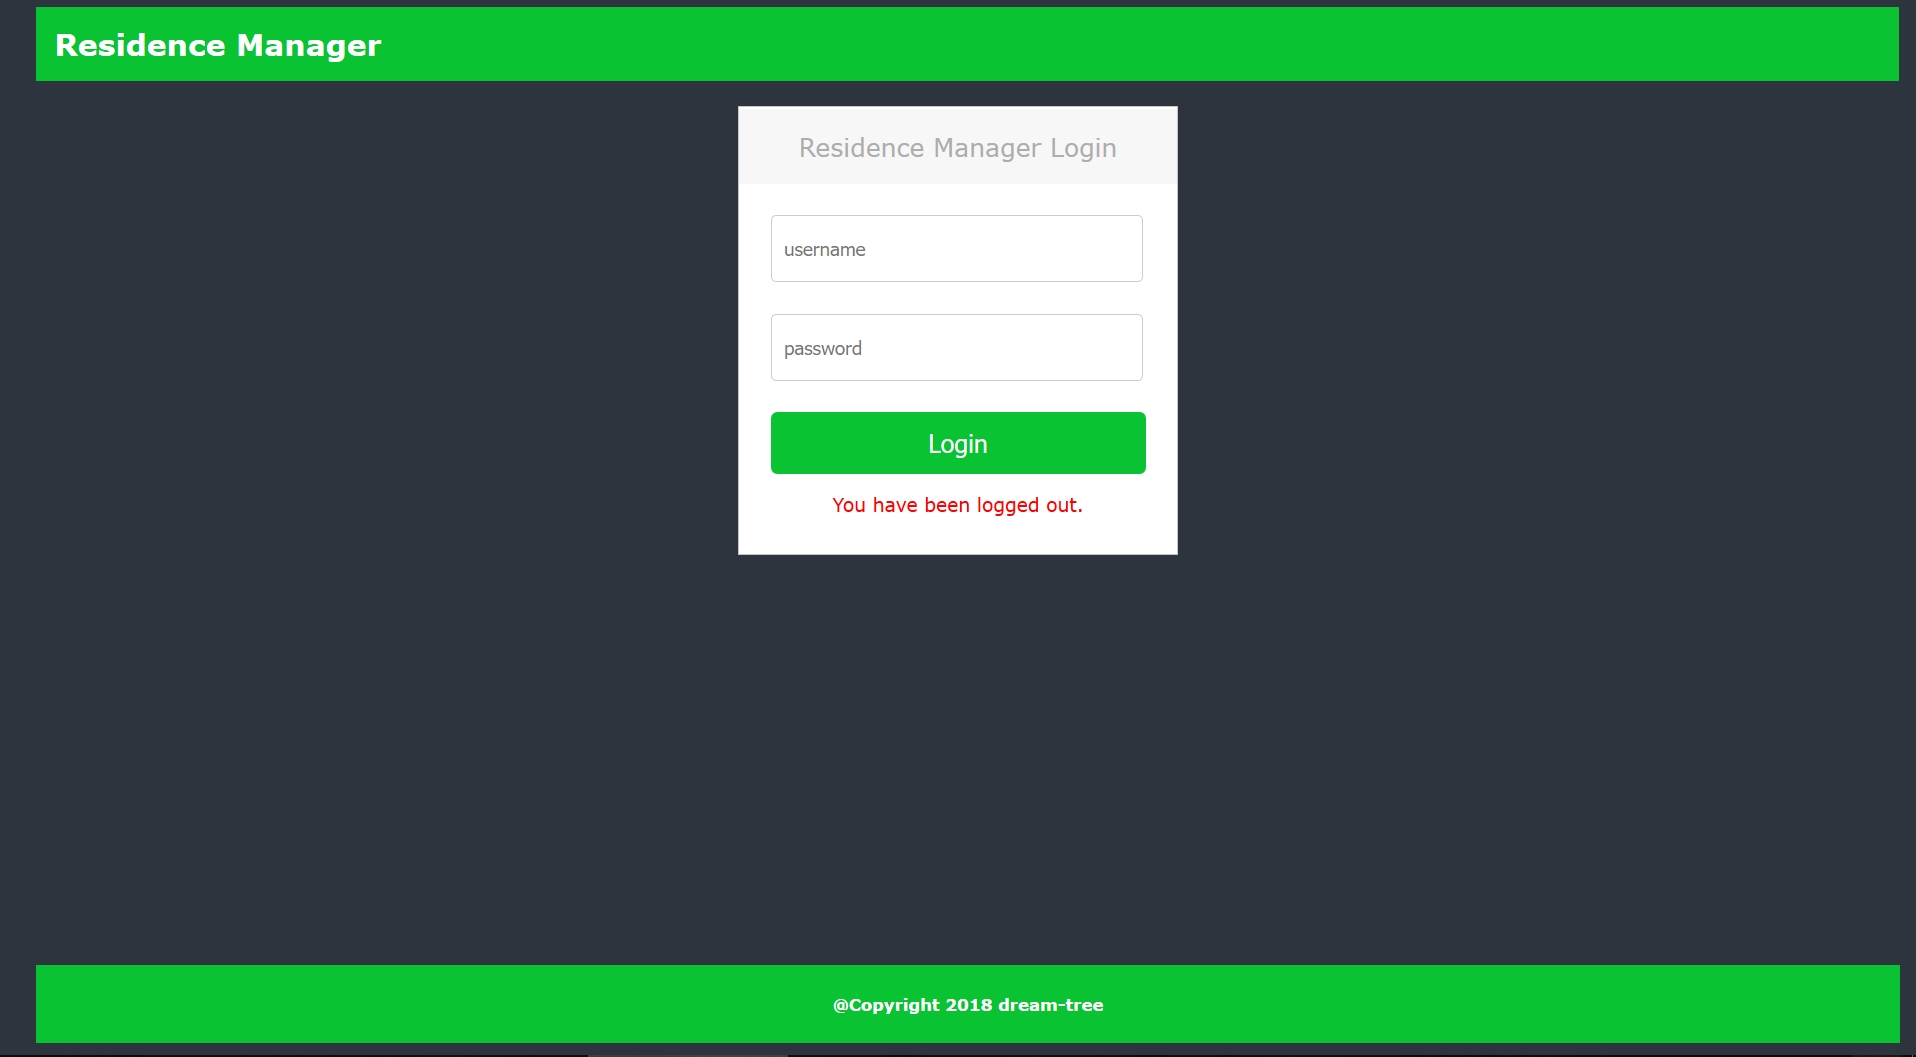 Residence Manager
Residence Manager Login
username
password
Login
You have been logged out.
@Copyright 2018 dream-tree